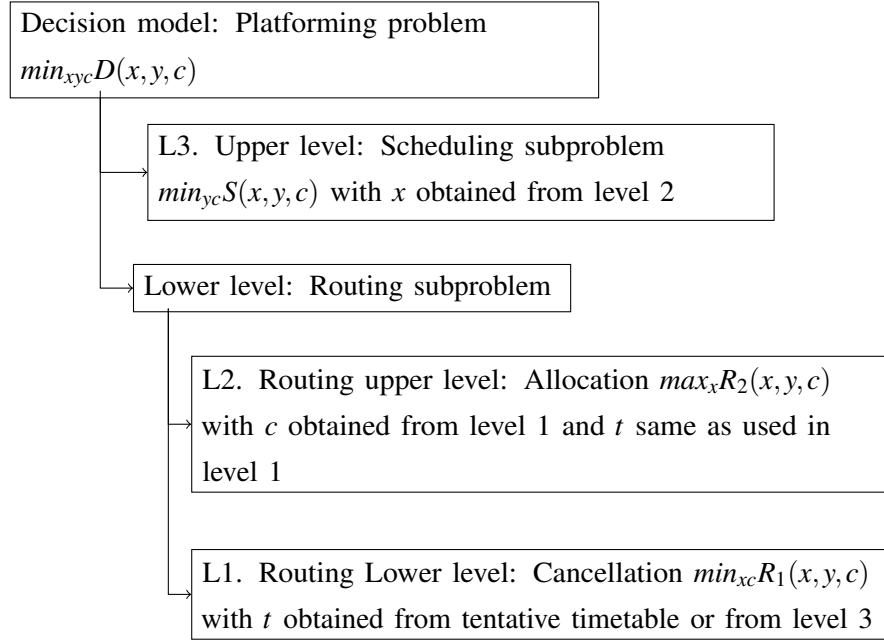 Decision model: Platforming problem
min_{xyc}D(x,y,c)
L3. Upper level: Scheduling subproblem
min_{yc}S(x,y,c) with x obtained from level 2
Lower level: Routing subproblem
L2. Routing upper level: Allocation max_{x}R_{2}(x,y,c)
with c obtained from level 1 and t same as used in
level 1
L1. Routing Lower level: Cancellation min_{xc}R_{1}(x,y,c)
with t obtained from tentative timetable or from level 3